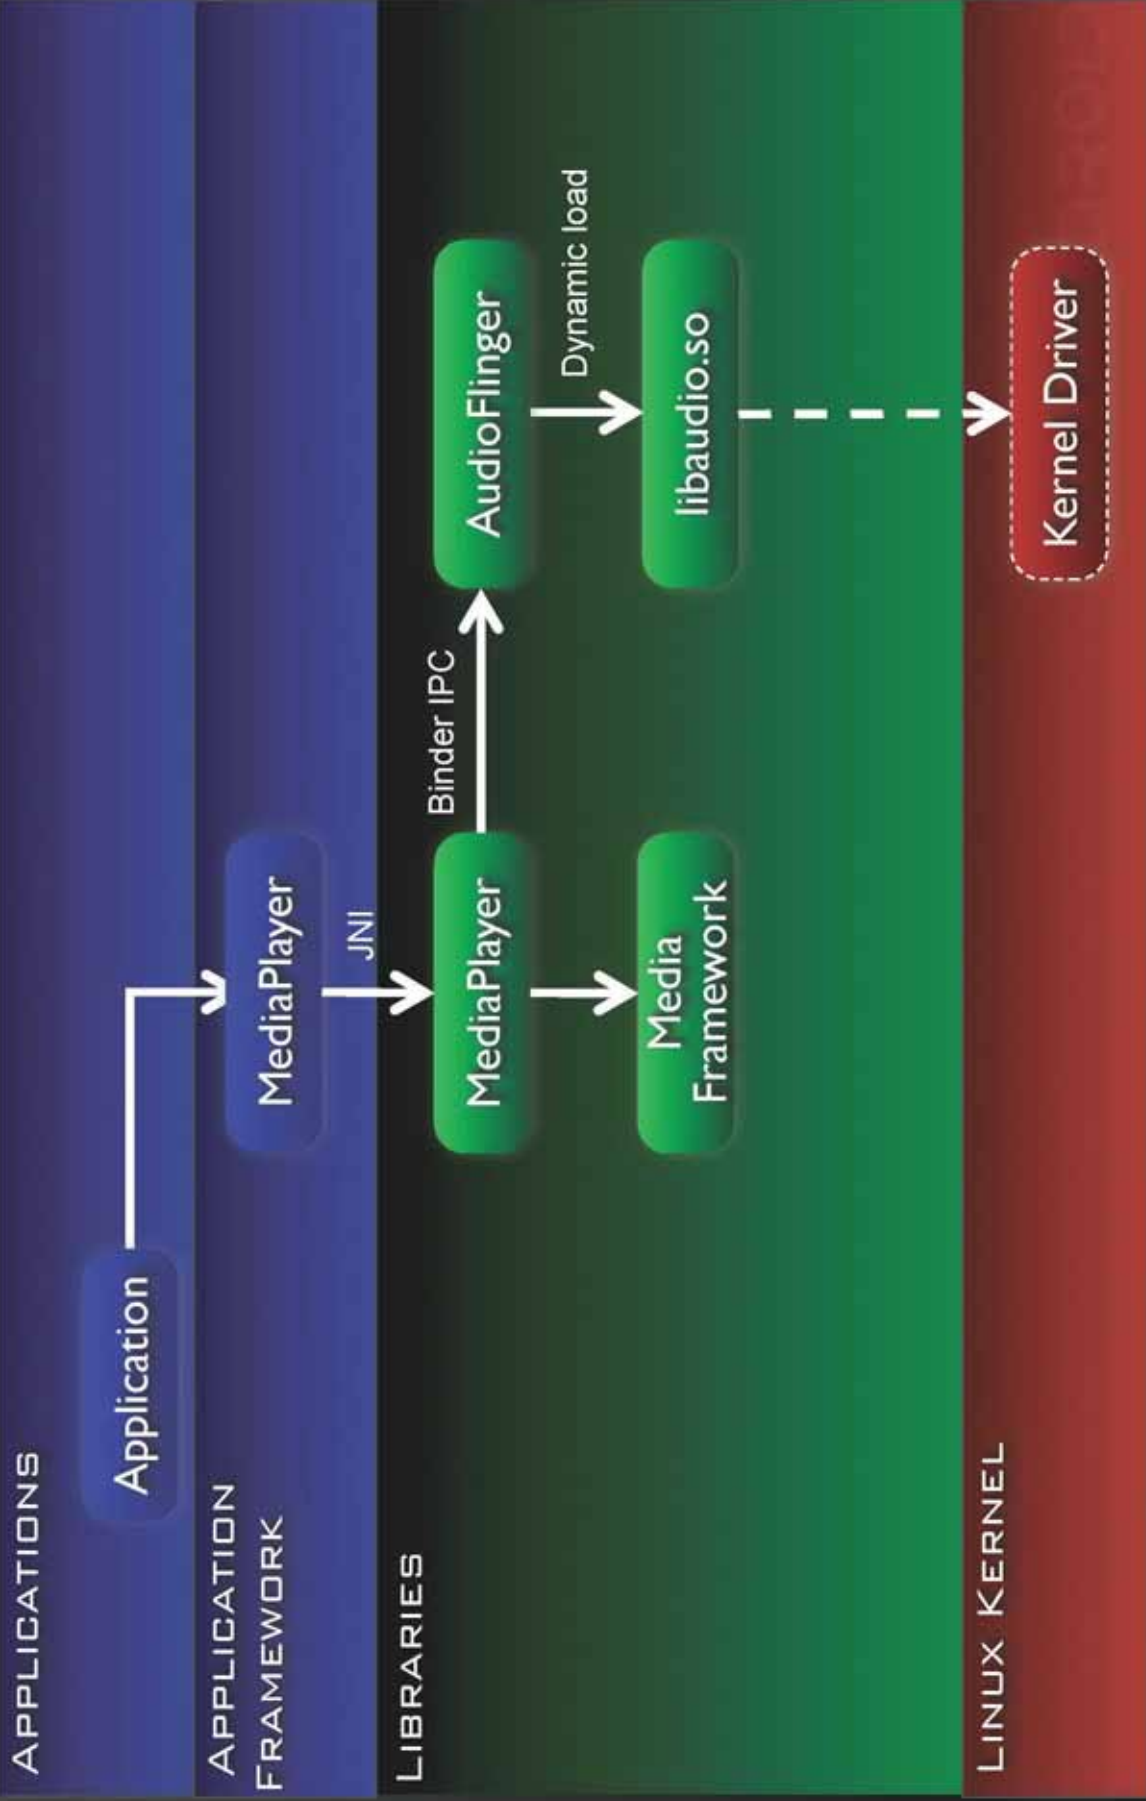 APPLICATIONS
Application
APPLICATION
FRAMEWORK
MediaPlayer
JNI
LIBRARIES
MediaPlayer
Binder IPC
AudioFlinger
Dynamic load
Media
Framework
libaudio.so
LINUX KERNEL
Kernel Driver